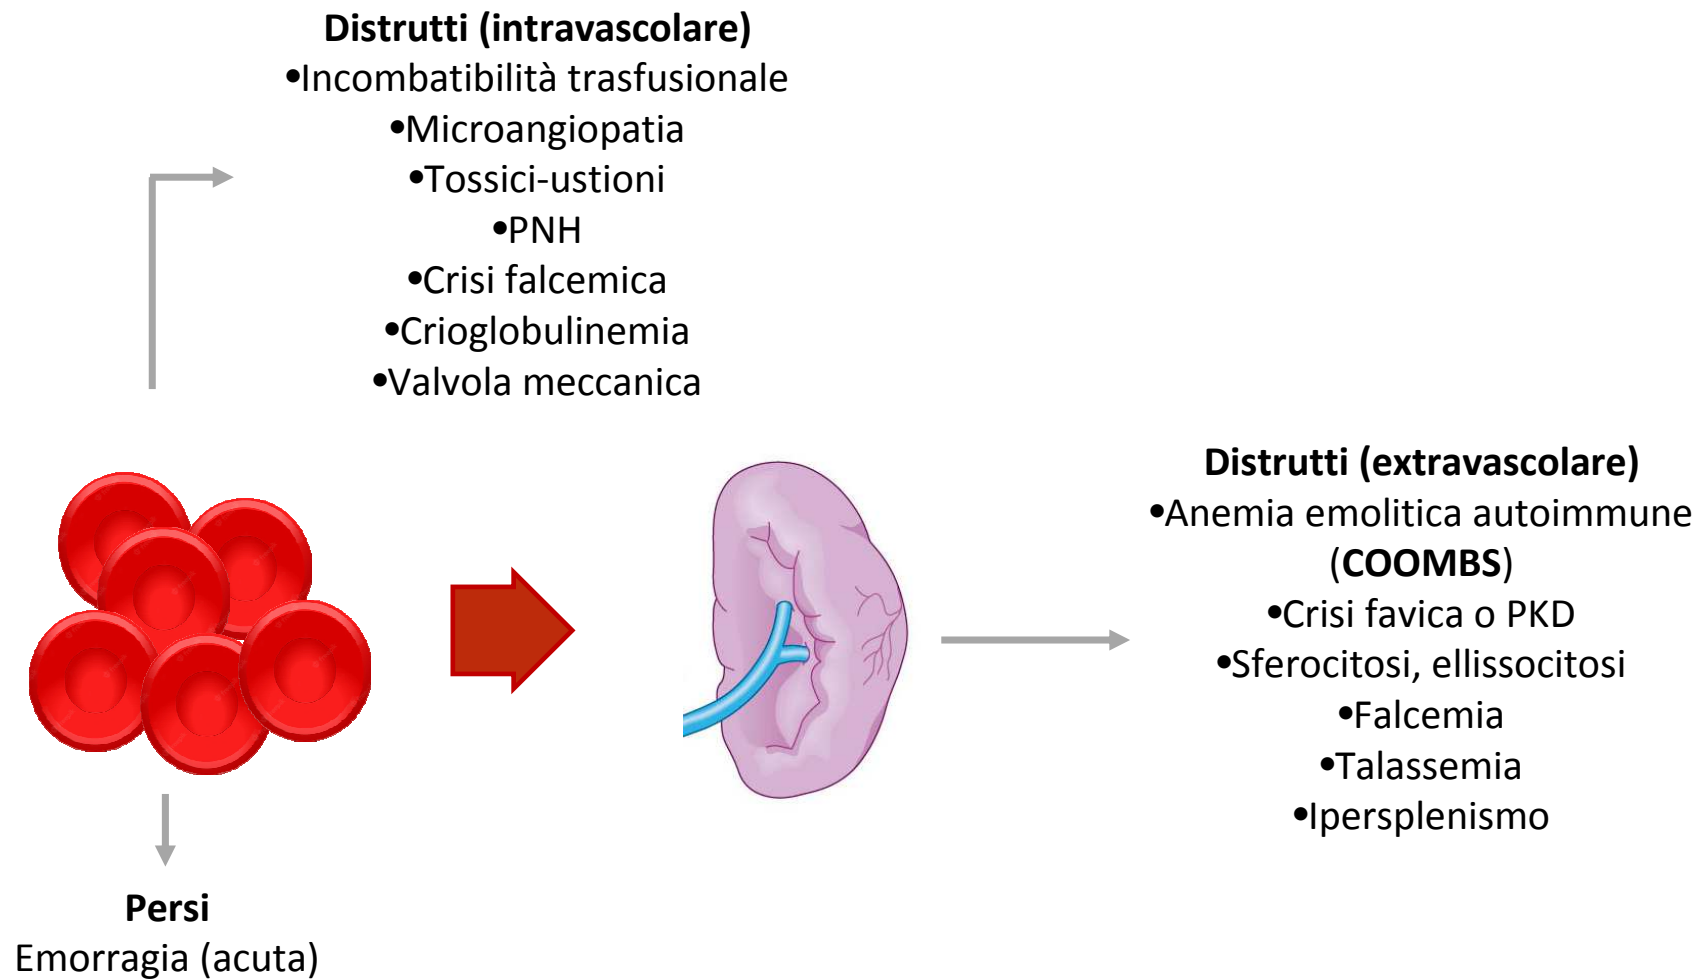 Distrutti (intravascolare)
•Incombatibilità trasfusionale
•Microangiopatia
•Tossici-ustioni
•PNH
•Crisi falcemica
•Crioglobulinemia
•Valvola meccanica
Distrutti (extravascolare)
•Anemia emolitica autoimmune
(COOMBS)
•Crisi favica o PKD
•Sferocitosi, ellissocitosi
•Falcemia
•Talassemia
•Ipersplenismo
Persi
Emorragia (acuta)